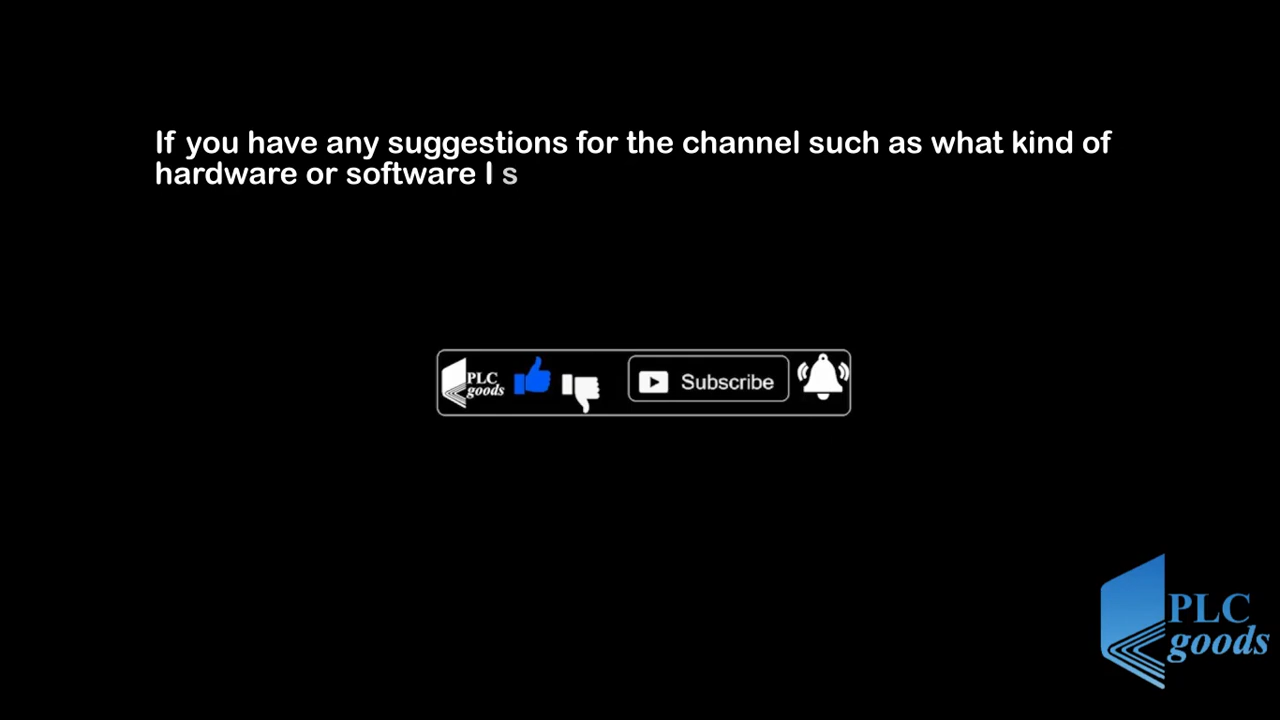 If you have any suggestions for the channel such as what kind of
hardware or software I s
PLC
goods
Subscribe
PLC
goods